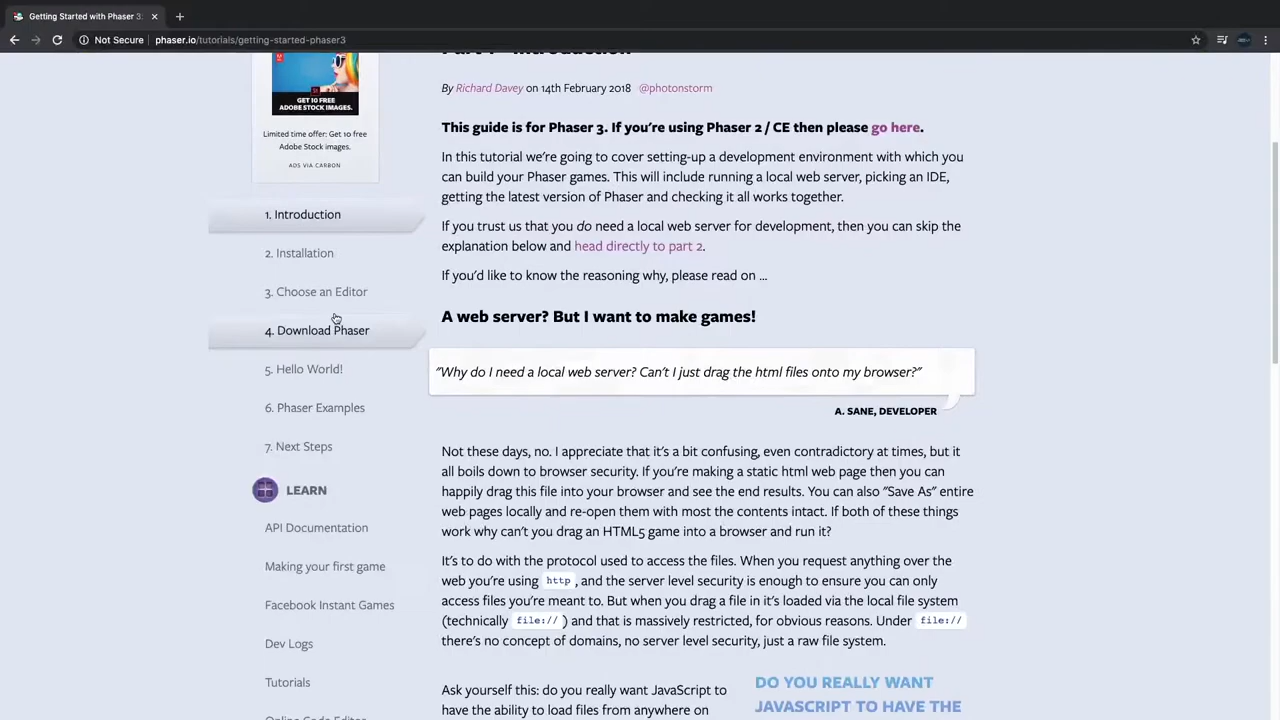 Getting Started with Phaser 3:
Not Secure
phaser.io/tutorials/getting-started-phaser3
GET 10 FREE
ADOBE STOCK IMAGES.
Limited time offer: Get 10 free
Adobe Stock images.
ADS VIA CARBON
1. Introduction
2. Installation
3. Choose an Editor
4. Download Phaser
5. Hello World!
6. Phaser Examples
7. Next Steps
LEARN
API Documentation
Making your first game
Facebook Instant Games
Dev Logs
Tutorials
Online Code Editor
Part 1 - Introduction
By Richard Davey on 14th February 2018 @photonstorm
This guide is for Phaser 3. If you're using Phaser 2 / CE then please go here.
In this tutorial we're going to cover setting-up a development environment with which you
can build your Phaser games. This will include running a local web server, picking an IDE,
getting the latest version of Phaser and checking it all works together.
If you trust us that you do need a local web server for development, then you can skip the
explanation below and head directly to part 2.
If you'd like to know the reasoning why, please read on ...
A web server? But I want to make games!
"Why do I need a local web server? Can't I just drag the html files onto my browser?"
A. SANE, DEVELOPER
Not these days, no. I appreciate that it's a bit confusing, even contradictory at times, but it
all boils down to browser security. If you're making a static html web page then you can
happily drag this file into your browser and see the end results. You can also "Save As" entire
web pages locally and re-open them with most the contents intact. If both of these things
work why can't you drag an HTML5 game into a browser and run it?
It's to do with the protocol used to access the files. When you request anything over the
web you're using http, and the server level security is enough to ensure you can only
access files you're meant to. But when you drag a file in it's loaded via the local file system
(technically file://) and that is massively restricted, for obvious reasons. Under file://
there's no concept of domains, no server level security, just a raw file system.
Ask yourself this: do you really want JavaScript to
have the ability to load files from anywhere on
DO YOU REALLY WANT
JAVASCRIPT TO HAVE THE